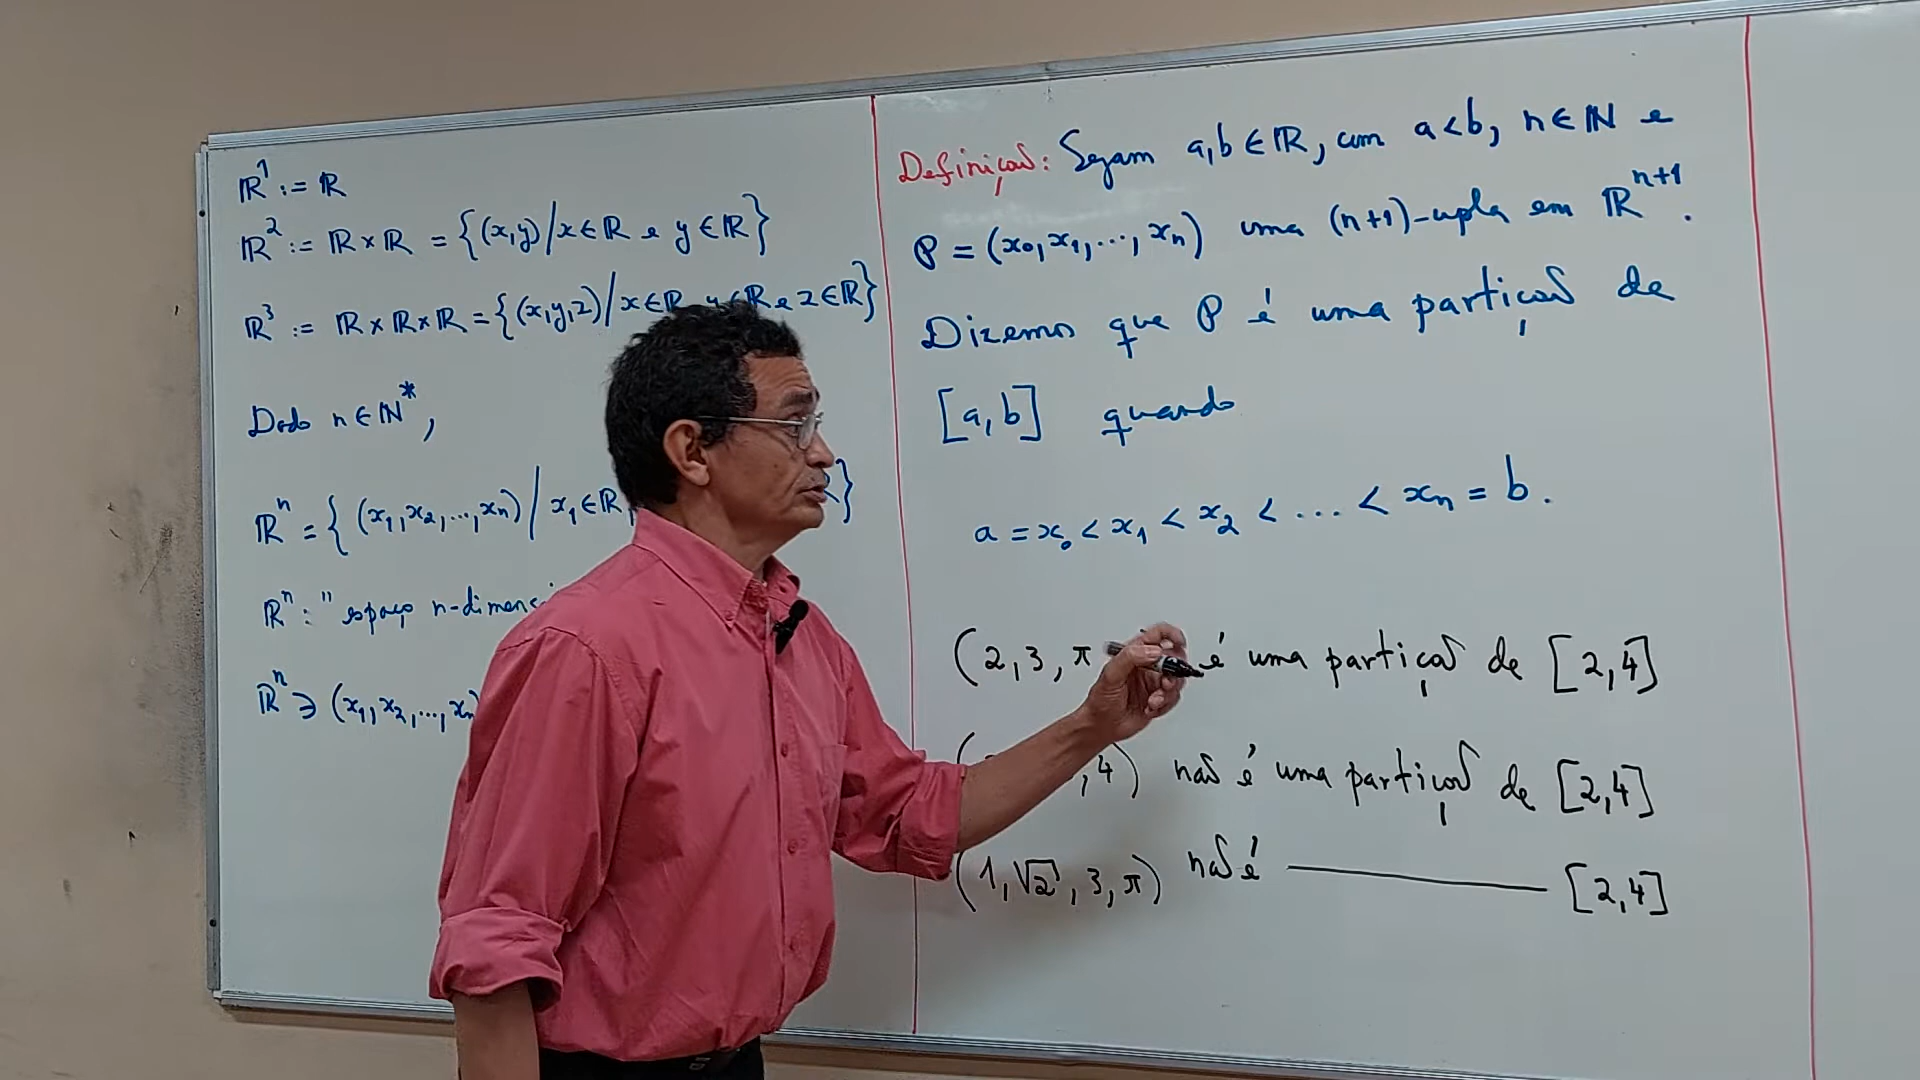 ℝ¹ := ℝ
ℝ² := ℝ × ℝ = {(x,y) / x ∈ ℝ e y ∈ ℝ}
ℝ³ := ℝ × ℝ × ℝ = {(x,y,z) / x ∈ ℝ, y ∈ ℝ e z ∈ ℝ}
Dado n ∈ ℕ*,
ℝⁿ = { (x₁, x₂, ..., xₙ) / x₁ ∈ ℝ, }
ℝⁿ : " espaço
ℝⁿ ∋ (x₁, x₂, ..., xₙ
Definição: Sejam a,b ∈ ℝ, com a < b, n ∈ ℕ e
P = (x₀, x₁, ..., xₙ) uma (n+1)-upla em ℝⁿ⁺¹.
Dizemos que P é uma partição de
[a, b] quando
a = x₀ < x₁ < x₂ < ... < xₙ = b.
(2, 3, π é uma partição de [2,4]
( ,4) não é uma partição de [2,4]
(1, √2, 3, π) não é ——— [2,4]